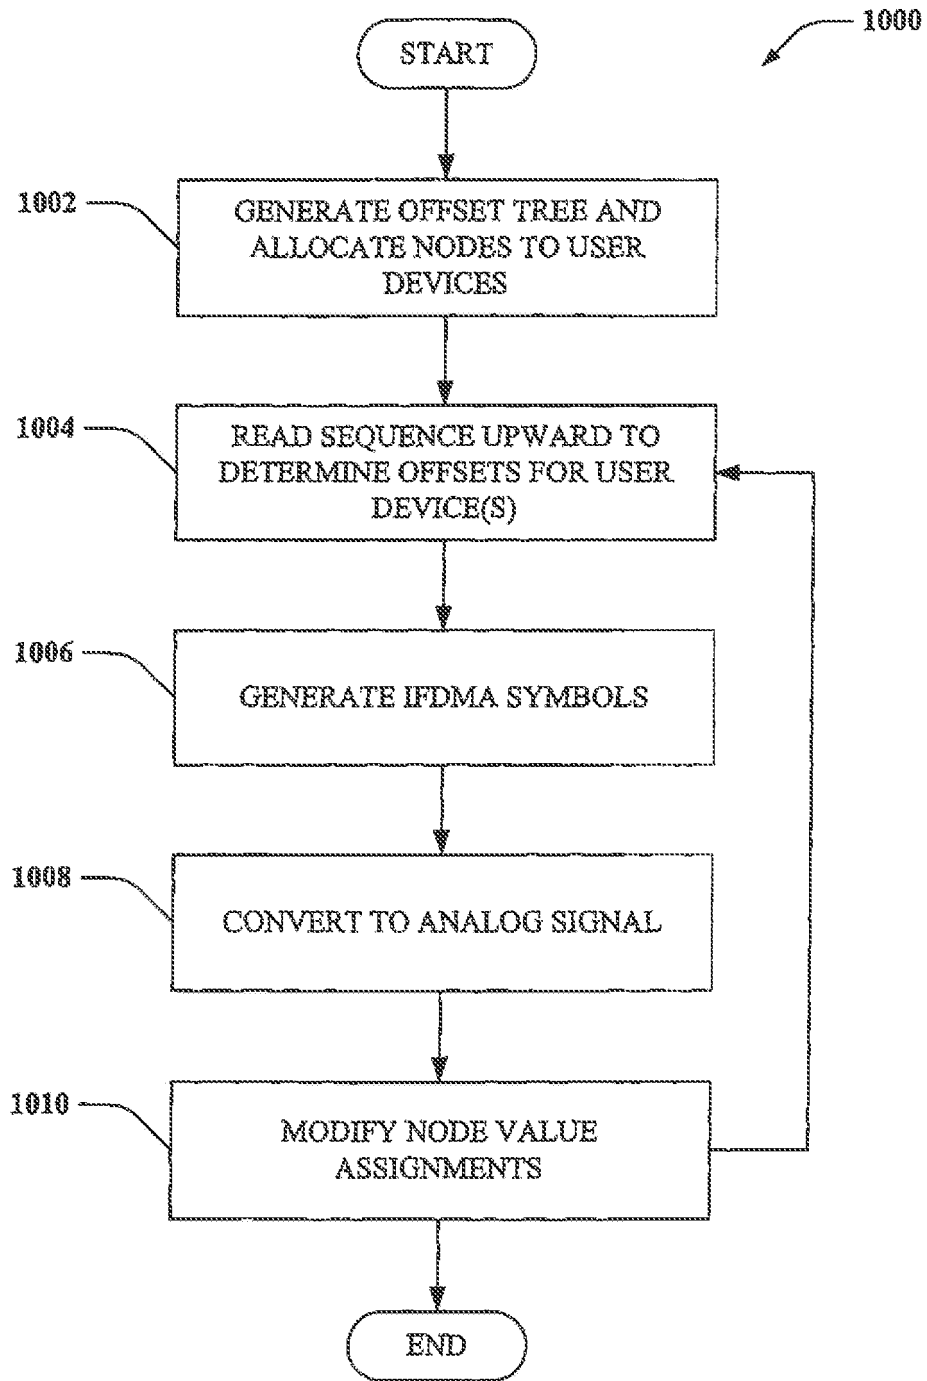 1000
START
1002
GENERATE OFFSET TREE AND
ALLOCATE NODES TO USER
DEVICES
1004
READ SEQUENCE UPWARD TO
DETERMINE OFFSETS FOR USER
DEVICE(S)
1006
GENERATE IFDMA SYMBOLS
1008
CONVERT TO ANALOG SIGNAL
1010
MODIFY NODE VALUE
ASSIGNMENTS
END